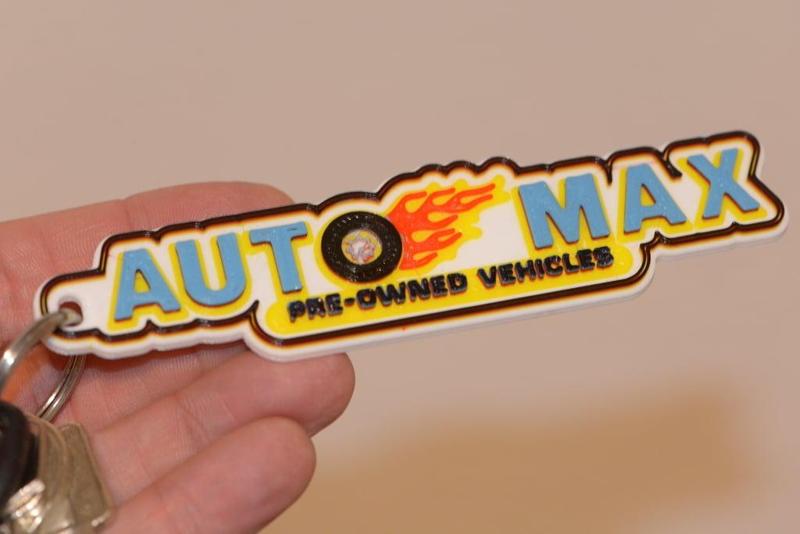 AUTO MAX
PRE-OWNED VEHICLES